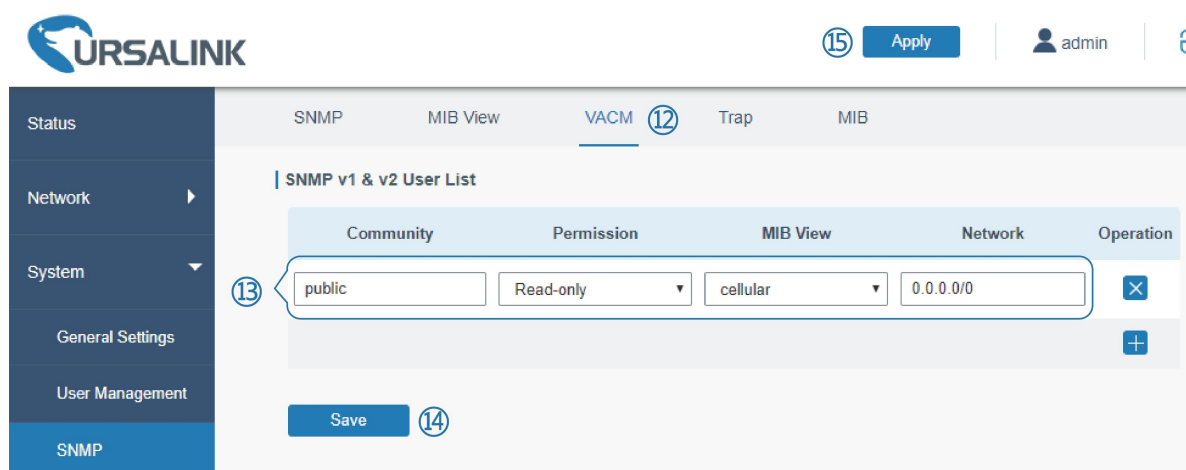 URSALINK
⑮ Apply admin
Status
SNMP MIB View VACM ⑫ Trap MIB
SNMP v1 & v2 User List
Network
Community Permission MIB View Network Operation
System
⑬ public Read-only cellular 0.0.0.0/0
General Settings
User Management
Save ⑭
SNMP